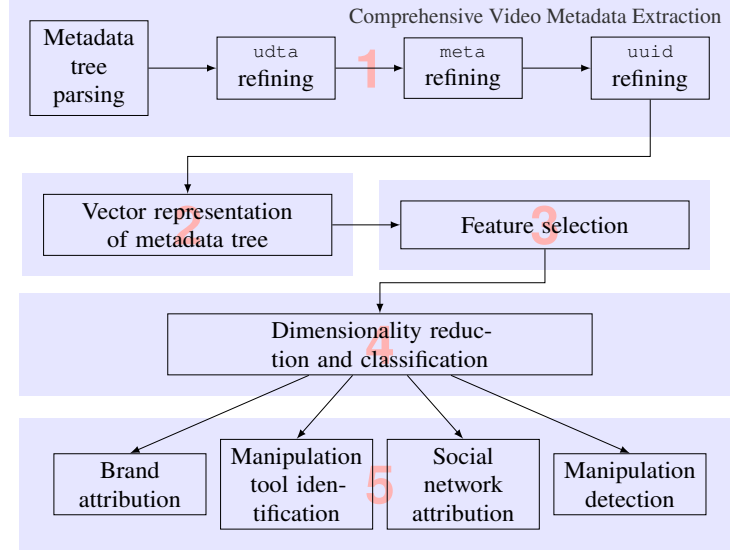 Comprehensive Video Metadata Extraction
Metadata
tree
parsing
udta
refining
1
meta
refining
uuid
refining
Vector representation
of metadata tree
2
Feature selection
3
Dimensionality reduc-
tion and classification
4
Brand
attribution
Manipulation
tool iden-
tification
5
Social
network
attribution
Manipulation
detection